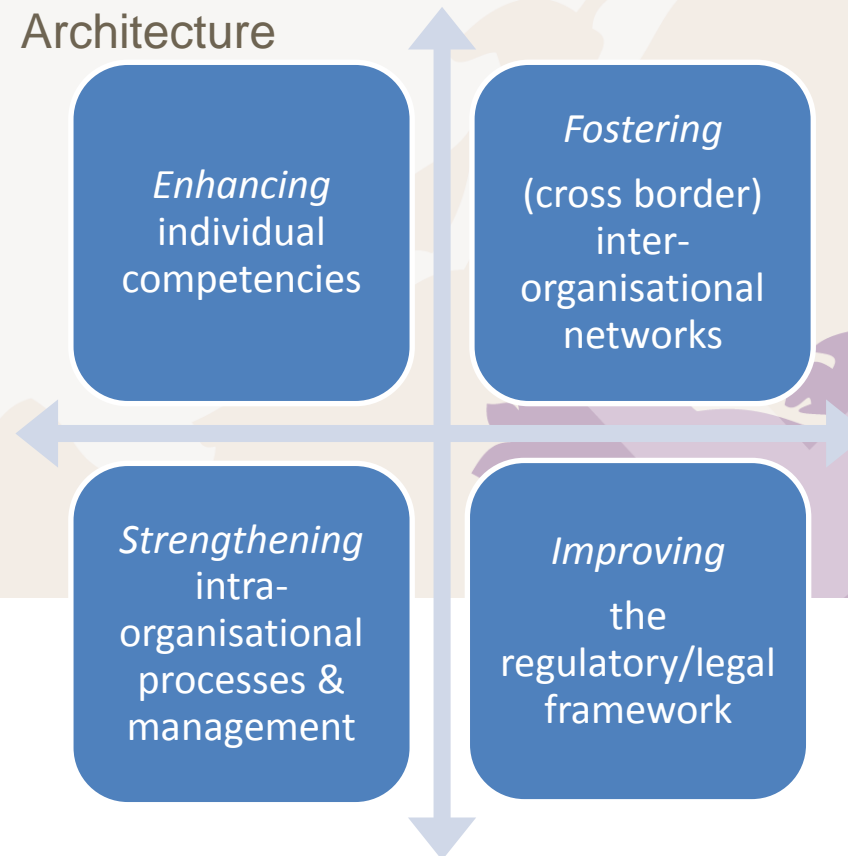 Architecture
Enhancing
individual
competencies
Fostering
(cross border)
inter-
organisational
networks
Strengthening
intra-
organisational
processes &
management
Improving
the
regulatory/legal
framework